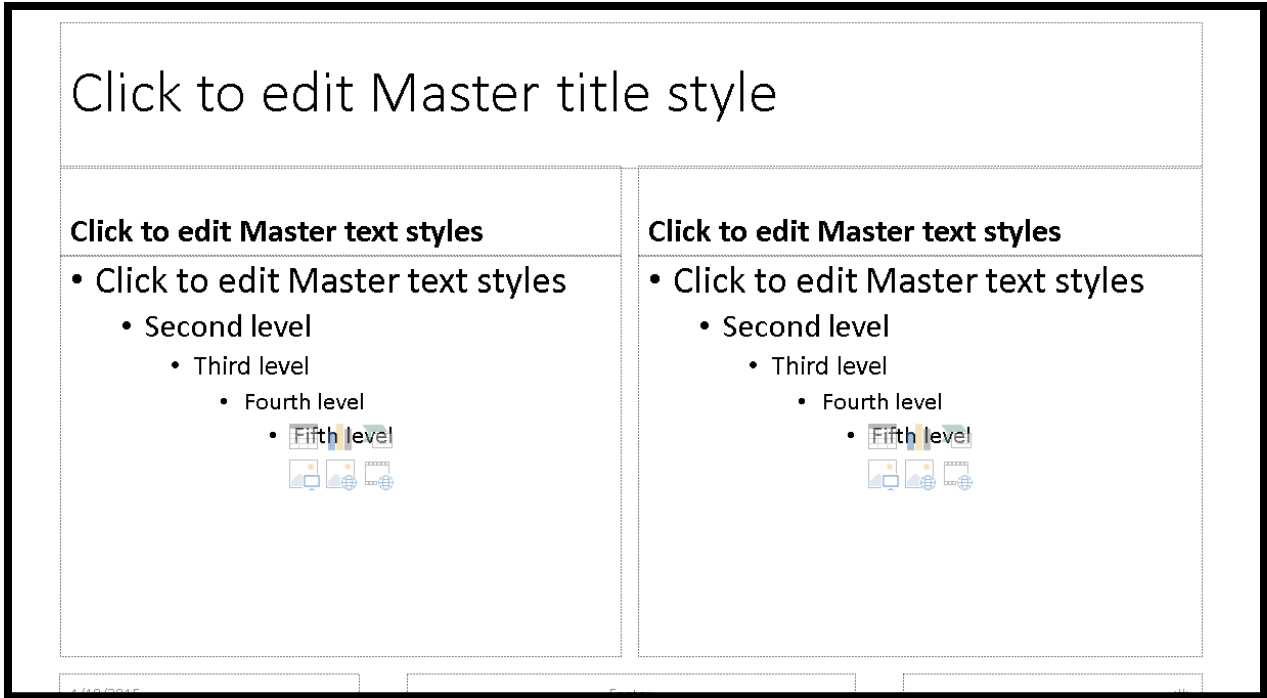 Click to edit Master title style
Click to edit Master text styles
• Click to edit Master text styles
• Second level
• Third level
• Fourth level
• Fifth level
Click to edit Master text styles
• Click to edit Master text styles
• Second level
• Third level
• Fourth level
• Fifth level